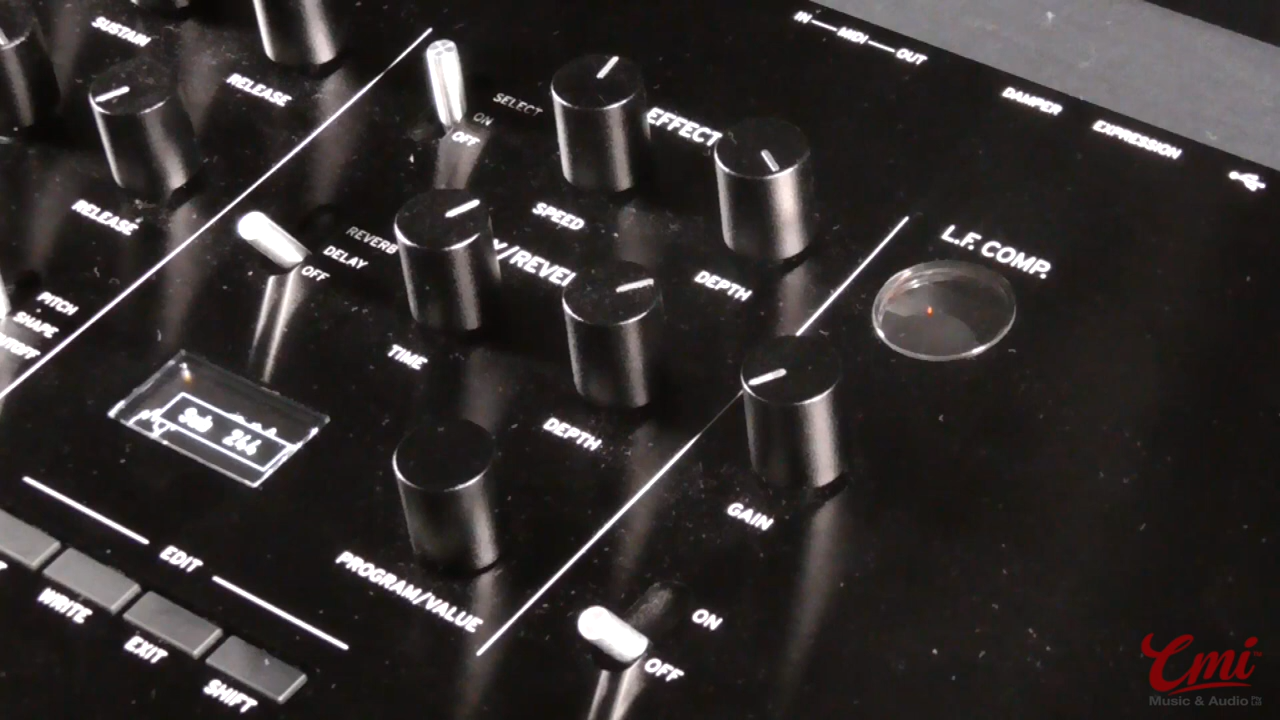 SUSTAIN
RELEASE
IN MIDI OUT
DAMPER
EXPRESSION
SELECT
ON
OFF
EFFECT
SPEED
DEPTH
RELEASE
REVERB
DELAY
OFF
TIME
DEPTH
L.F. COMP.
PITCH
SHAPE
GAIN
EDIT
PROGRAM/VALUE
WRITE
EXIT
SHIFT
ON
OFF
Cmi
Music & Audio